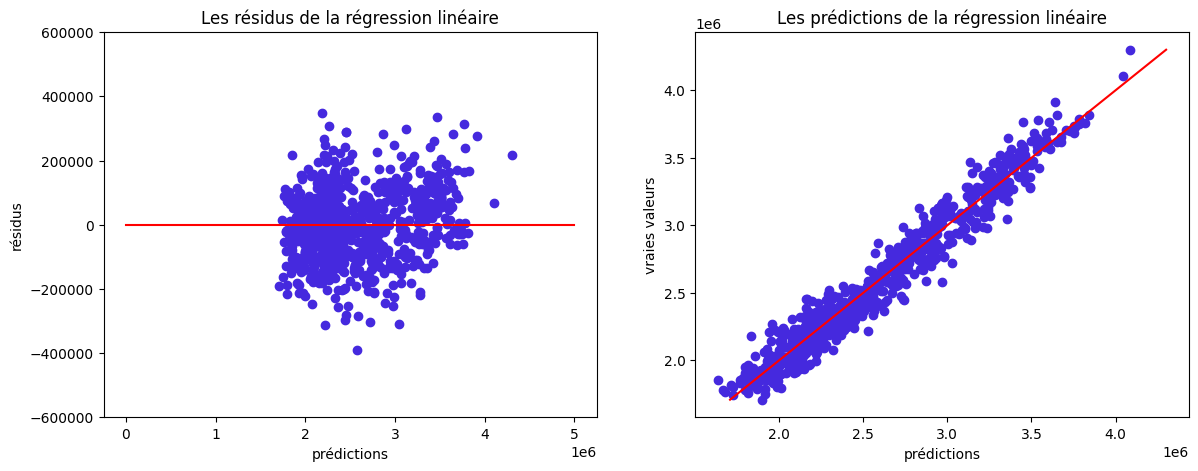 Les résidus de la régression linéaire
600000
400000
200000
0
−200000
−400000
−600000
résidus
0 1 2 3 4 5
1e6
prédictions
Les prédictions de la régression linéaire
1e6
4.0
3.5
3.0
2.5
2.0
vraies valeurs
2.0 2.5 3.0 3.5 4.0
1e6
prédictions